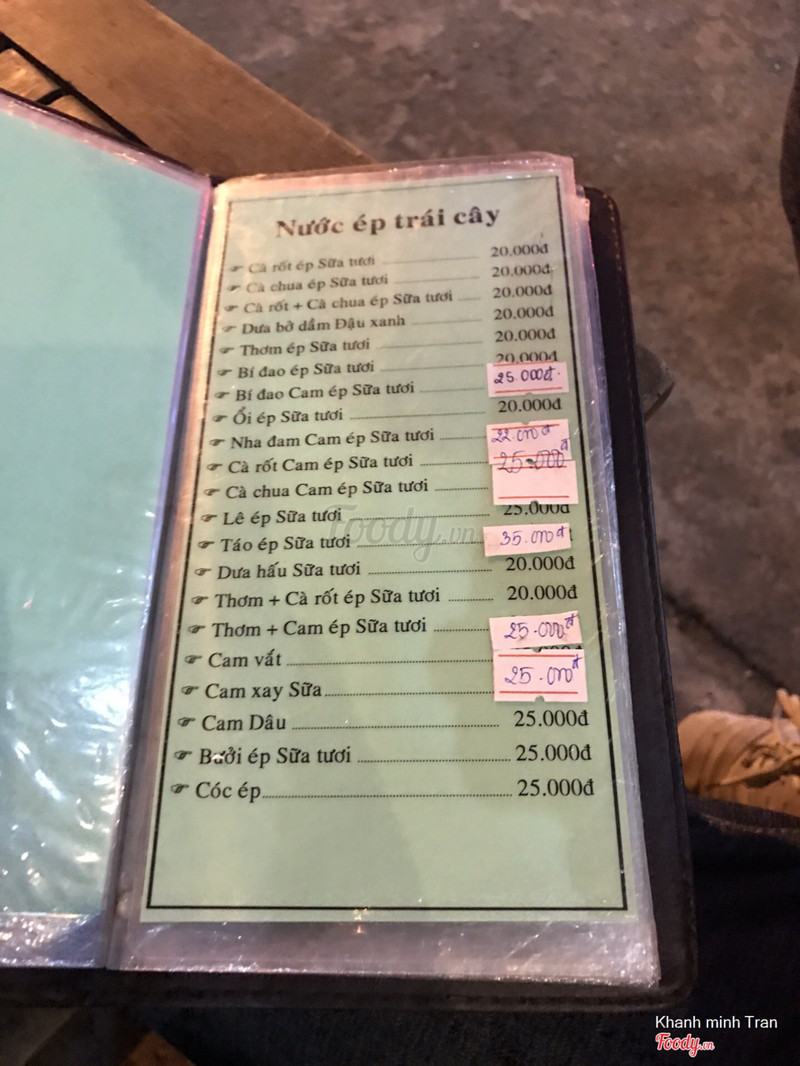 Nước ép trái cây
☞ Cà rốt ép Sữa tươi 20.000đ
☞ Cà chua ép Sữa tươi 20.000đ
☞ Cà rốt + Cà chua ép Sữa tươi 20.000đ
☞ Dưa bở dầm Đậu xanh 20.000đ
☞ Thơm ép Sữa tươi 20.000đ
☞ Bí đao ép Sữa tươi 20.000đ
☞ Bí đao Cam ép Sữa tươi 25.000đ
☞ Ổi ép Sữa tươi 20.000đ
☞ Nha đam Cam ép Sữa tươi 22.000đ
☞ Cà rốt Cam ép Sữa tươi 25.000đ
☞ Cà chua Cam ép Sữa tươi
☞ Lê ép Sữa tươi 25.000đ
☞ Táo ép Sữa tươi 35.000đ
☞ Dưa hấu Sữa tươi 20.000đ
☞ Thơm + Cà rốt ép Sữa tươi 20.000đ
☞ Thơm + Cam ép Sữa tươi 25.000đ
☞ Cam vắt
☞ Cam xay Sữa 25.000đ
☞ Cam Dâu 25.000đ
☞ Bưởi ép Sữa tươi 25.000đ
☞ Cóc ép 25.000đ
Foody.vn
Khanh minh Tran
Foody.vn